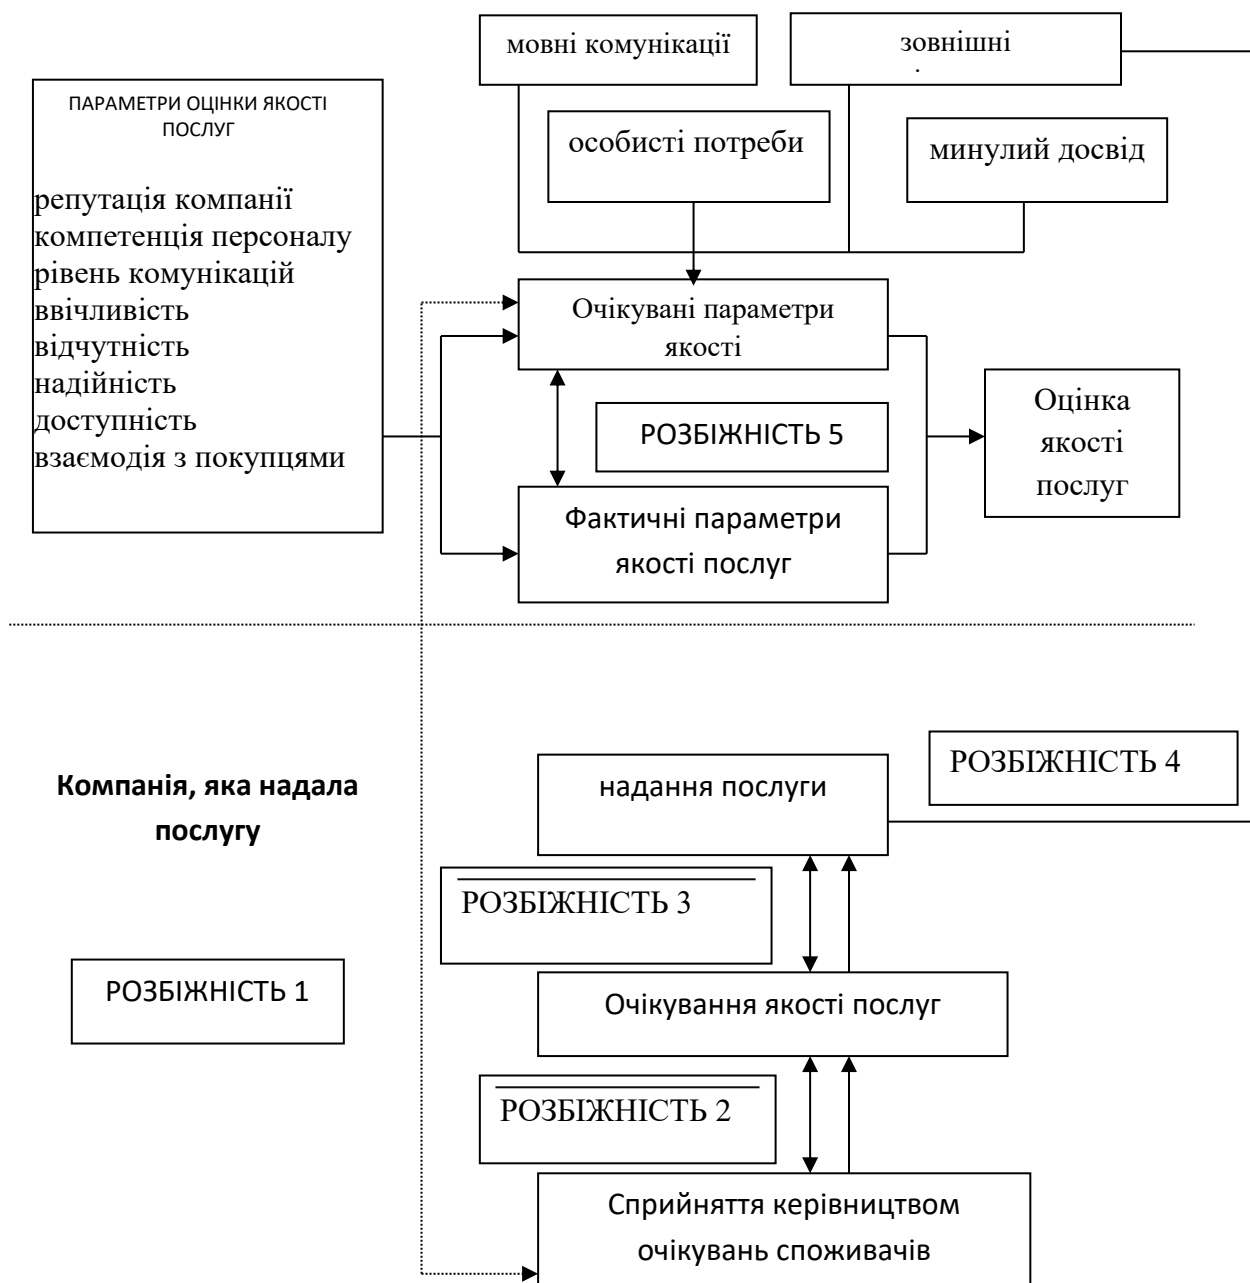 мовні комунікації
зовнішні
ПАРАМЕТРИ ОЦІНКИ ЯКОСТІ
ПОСЛУГ
особисті потреби
минулий досвід
репутація компанії
компетенція персоналу
рівень комунікацій
ввічливість
відчутність
надійність
доступність
взаємодія з покупцями
Очікувані параметри
якості
РОЗБІЖНІСТЬ 5
Оцінка
якості
послуг
Фактичні параметри
якості послуг
Компанія, яка надала
послугу
надання послуги
РОЗБІЖНІСТЬ 4
РОЗБІЖНІСТЬ 3
РОЗБІЖНІСТЬ 1
Очікування якості послуг
РОЗБІЖНІСТЬ 2
Сприйняття керівництвом
очікувань споживачів